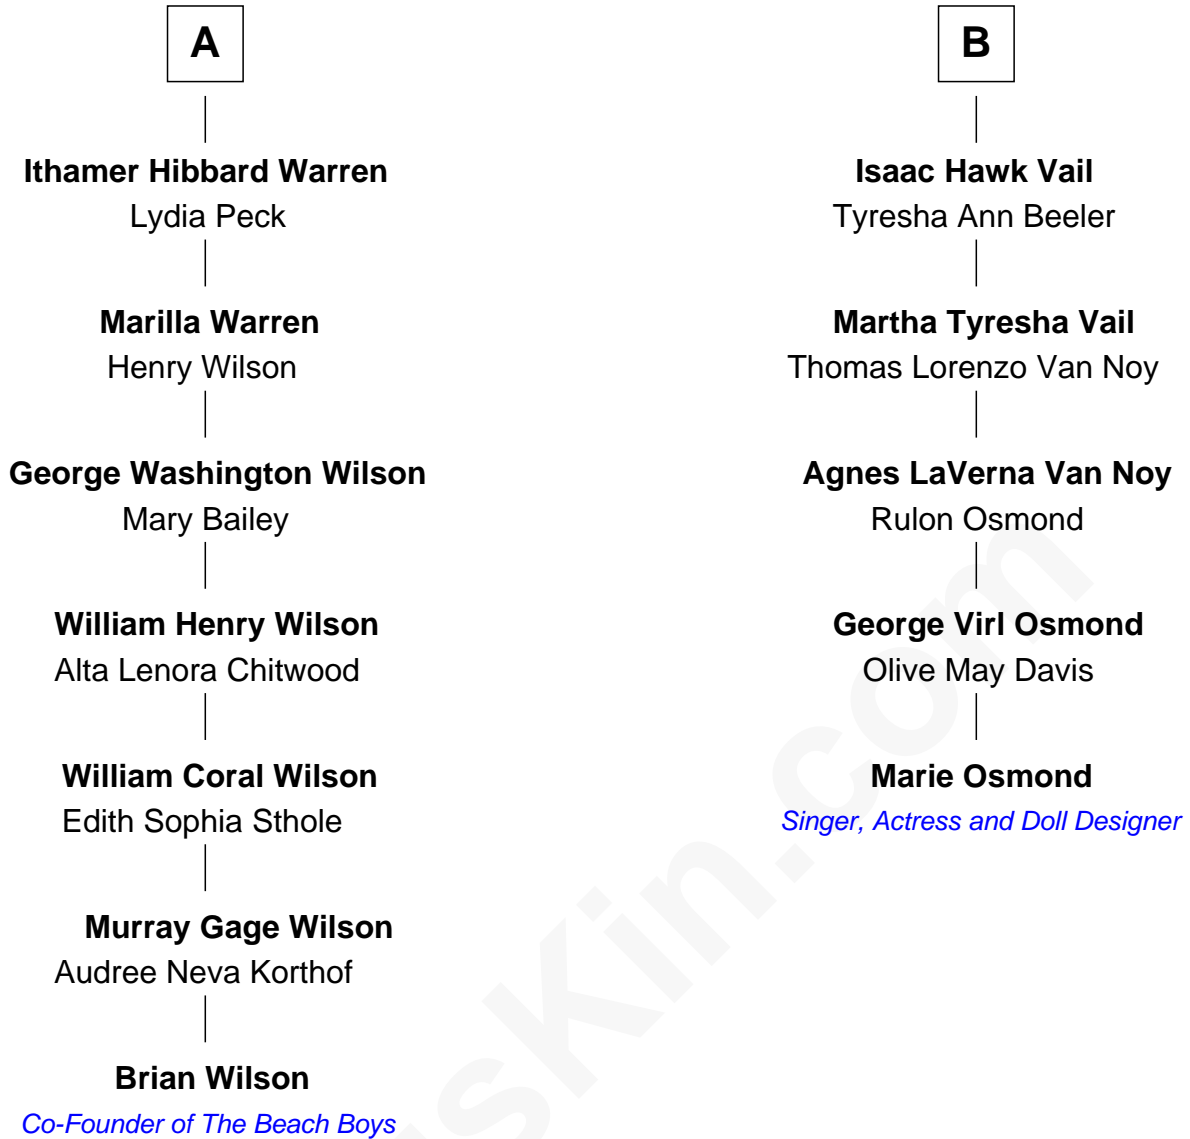 A
Ithamer Hibbard Warren
Lydia Peck
Marilla Warren
Henry Wilson
George Washington Wilson
Mary Bailey
William Henry Wilson
Alta Lenora Chitwood
William Coral Wilson
Edith Sophia Sthole
Murray Gage Wilson
Audree Neva Korthof
Brian Wilson
Co-Founder of The Beach Boys
B
Isaac Hawk Vail
Tyresha Ann Beeler
Martha Tyresha Vail
Thomas Lorenzo Van Noy
Agnes LaVerna Van Noy
Rulon Osmond
George Virl Osmond
Olive May Davis
Marie Osmond
Singer, Actress and Doll Designer
sKin.com